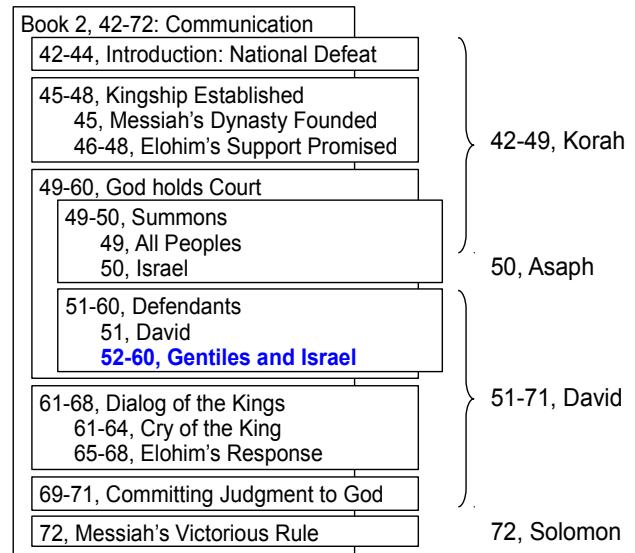 Book 2, 42-72: Communication
42-44, Introduction: National Defeat
45-48, Kingship Established
45, Messiah's Dynasty Founded
46-48, Elohim's Support Promised
42-49, Korah
49-60, God holds Court
49-50, Summons
49, All Peoples
50, Israel
50, Asaph
51-60, Defendants
51, David
52-60, Gentiles and Israel
51-71, David
61-68, Dialog of the Kings
61-64, Cry of the King
65-68, Elohim's Response
69-71, Committing Judgment to God
72, Messiah's Victorious Rule
72, Solomon